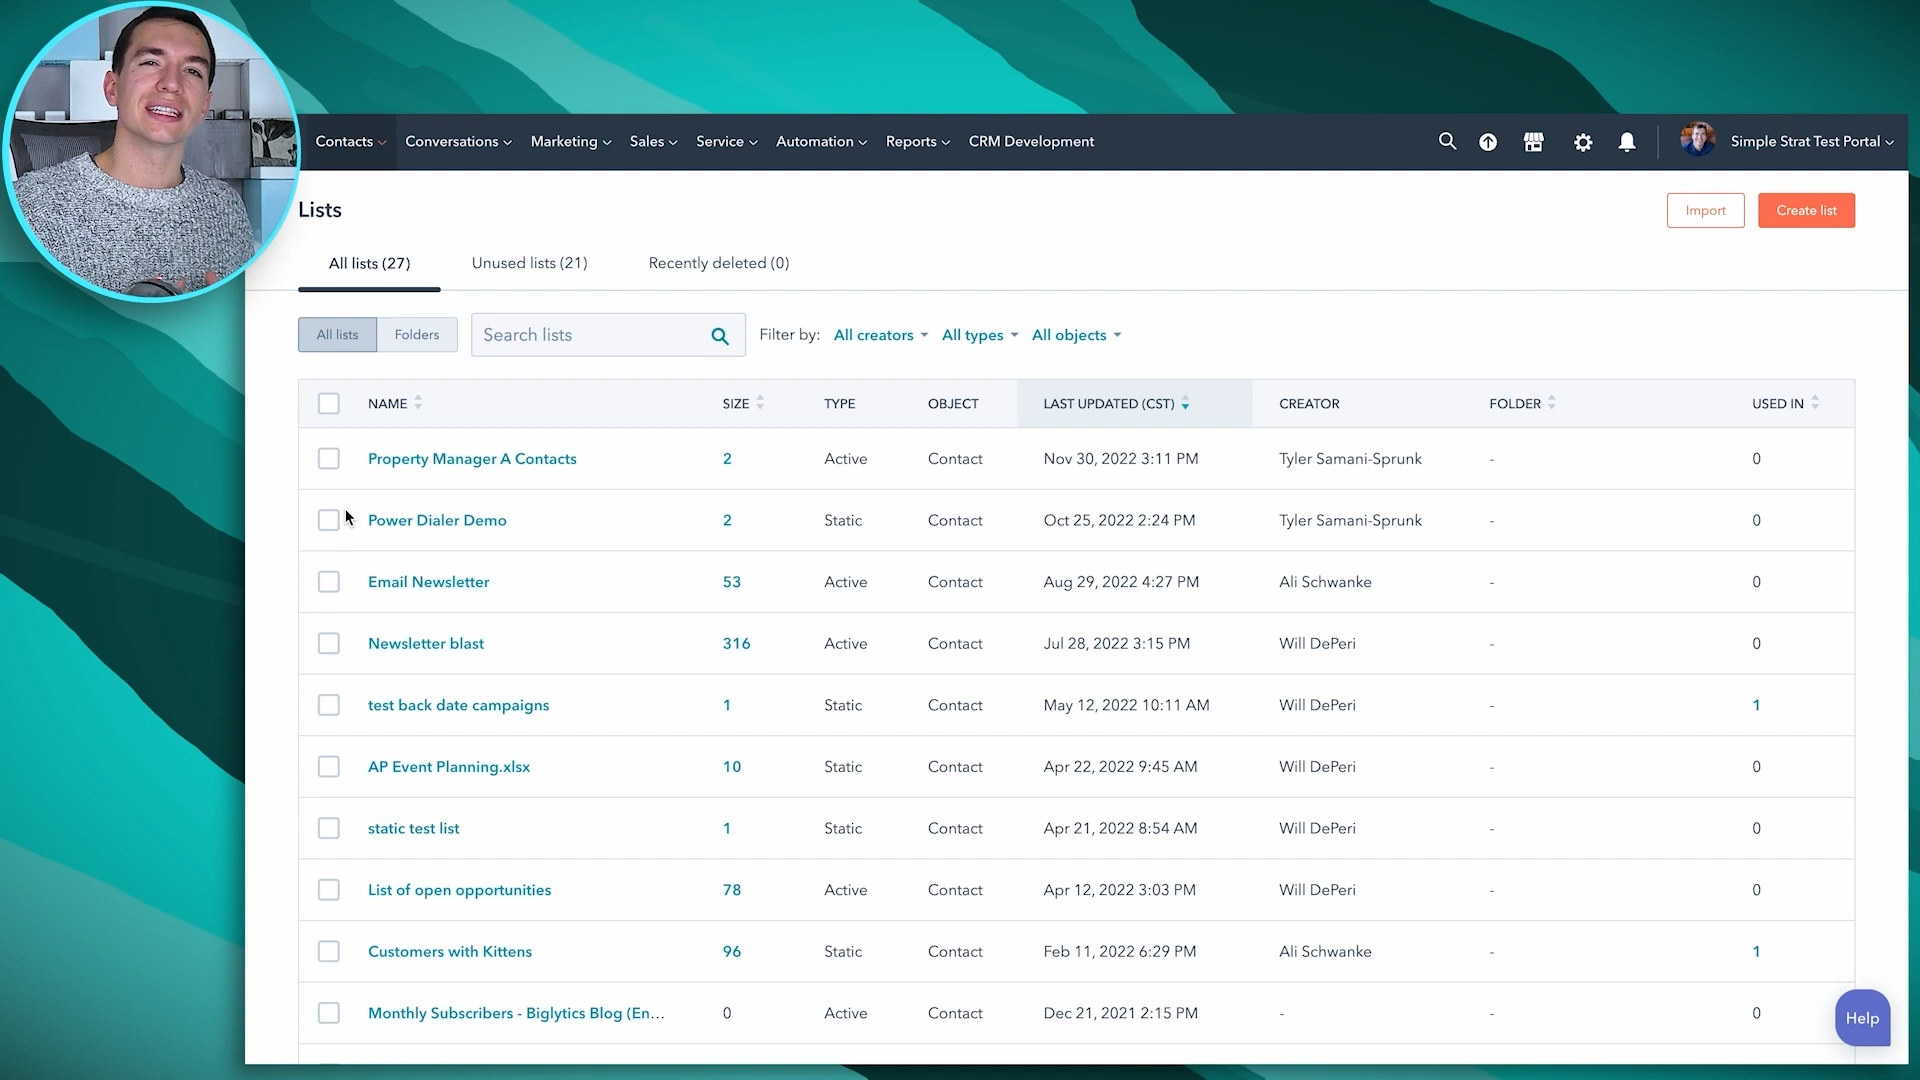 Contacts Conversations Marketing Sales Service Automation Reports CRM Development Simple Strat Test Portal
Lists Import Create list
All lists (27) Unused lists (21) Recently deleted (0)
All lists Folders Search lists Filter by: All creators All types All objects
NAME SIZE TYPE OBJECT LAST UPDATED (CST) CREATOR FOLDER USED IN
Property Manager A Contacts 2 Active Contact Nov 30, 2022 3:11 PM Tyler Samani-Sprunk - 0
Power Dialer Demo 2 Static Contact Oct 25, 2022 2:24 PM Tyler Samani-Sprunk - 0
Email Newsletter 53 Active Contact Aug 29, 2022 4:27 PM Ali Schwanke - 0
Newsletter blast 316 Active Contact Jul 28, 2022 3:15 PM Will DePeri - 0
test back date campaigns 1 Static Contact May 12, 2022 10:11 AM Will DePeri - 1
AP Event Planning.xlsx 10 Static Contact Apr 22, 2022 9:45 AM Will DePeri - 0
static test list 1 Static Contact Apr 21, 2022 8:54 AM Will DePeri - 0
List of open opportunities 78 Active Contact Apr 12, 2022 3:03 PM Will DePeri - 0
Customers with Kittens 96 Static Contact Feb 11, 2022 6:29 PM Ali Schwanke - 1
Monthly Subscribers - Biglytics Blog (En... 0 Active Contact Dec 21, 2021 2:15 PM - - 0
Help